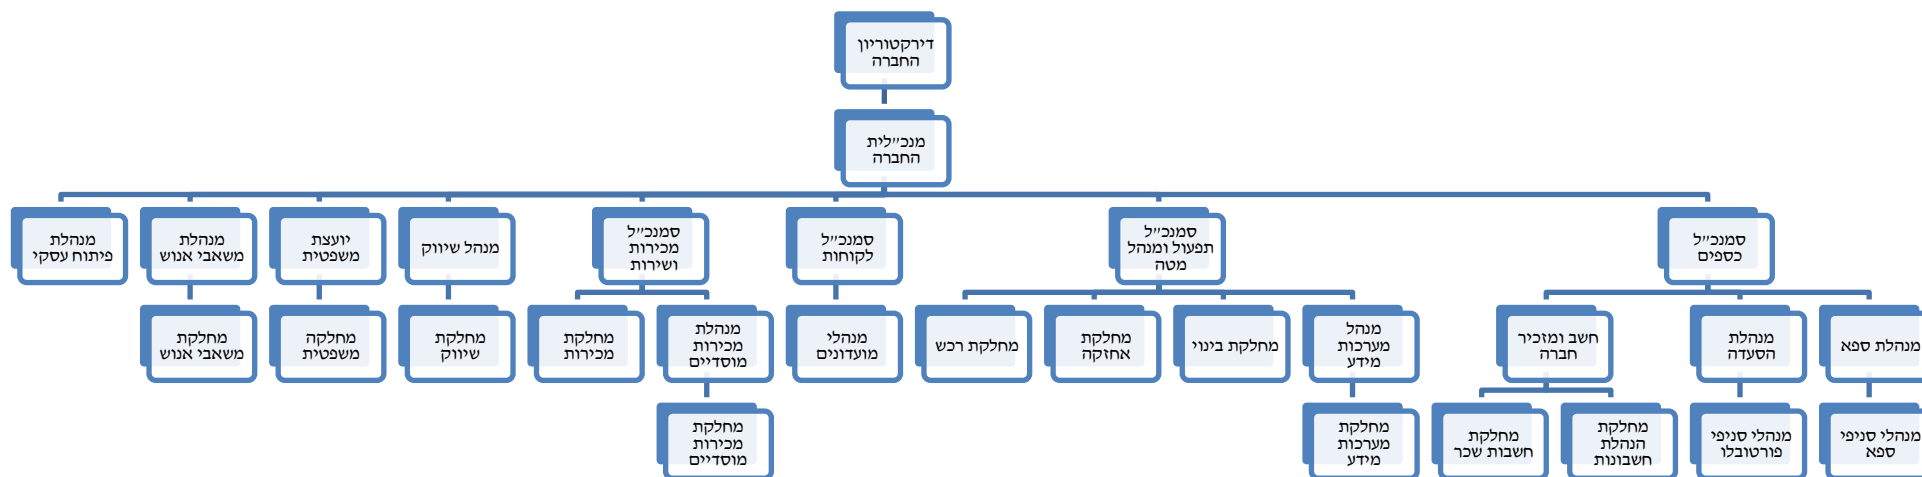 דירקטוריון
החברה
מנכ״לית
החברה
סמנכ״ל
כספים
סמנכ״ל
תפעול ומנהל
מטה
סמנכ״ל
לקוחות
סמנכ״ל
מכירות
ושירות
מנהל שיווק
יועצת
משפטית
מנהלת
משאבי אנוש
מנהלת
פיתוח עסקי
מנהלת ספא
מנהלת
הסעדה
חשב ומזכיר
חברה
מנהל
מערכות
מידע
מחלקת בינוי
מחלקת
אחזקה
מחלקת רכש
מנהלי
מועדונים
מנהלת
מכירות
מוסדיים
מחלקת
מכירות
מחלקת
שיווק
מחלקה
משפטית
מחלקת
משאבי אנוש
מנהלי סניפי
ספא
מנהלי סניפי
פורטובלו
מחלקת
הנהלת
חשבונות
מחלקת
חשבות שכר
מחלקת
מערכות
מידע
מחלקת
מכירות
מוסדיים